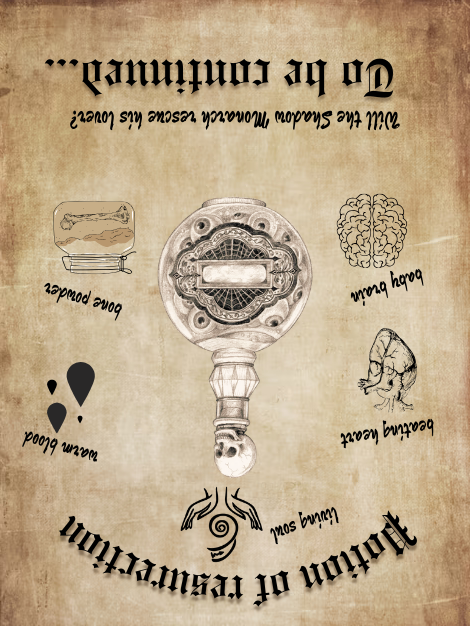 Potion of resurrection
living soul
warm blood
beating heart
bone powder
baby brain
Will the Shadow Monarch rescue his lover?
To be continued...